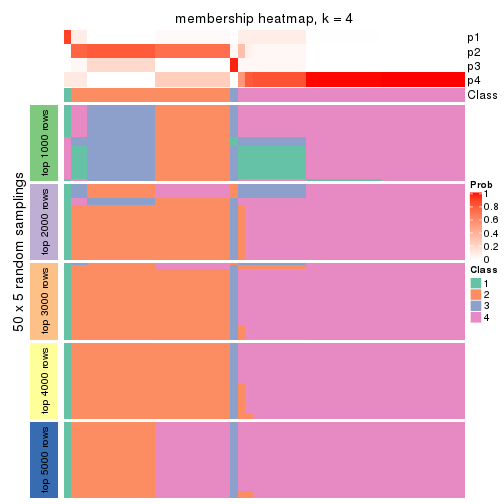 membership heatmap, k = 4
p1
p2
p3
p4
Class
50 x 5 random samplings
top 1000 rows
top 2000 rows
top 3000 rows
top 4000 rows
top 5000 rows
Prob
1
0.8
0.6
0.4
0.2
0
Class
1
2
3
4